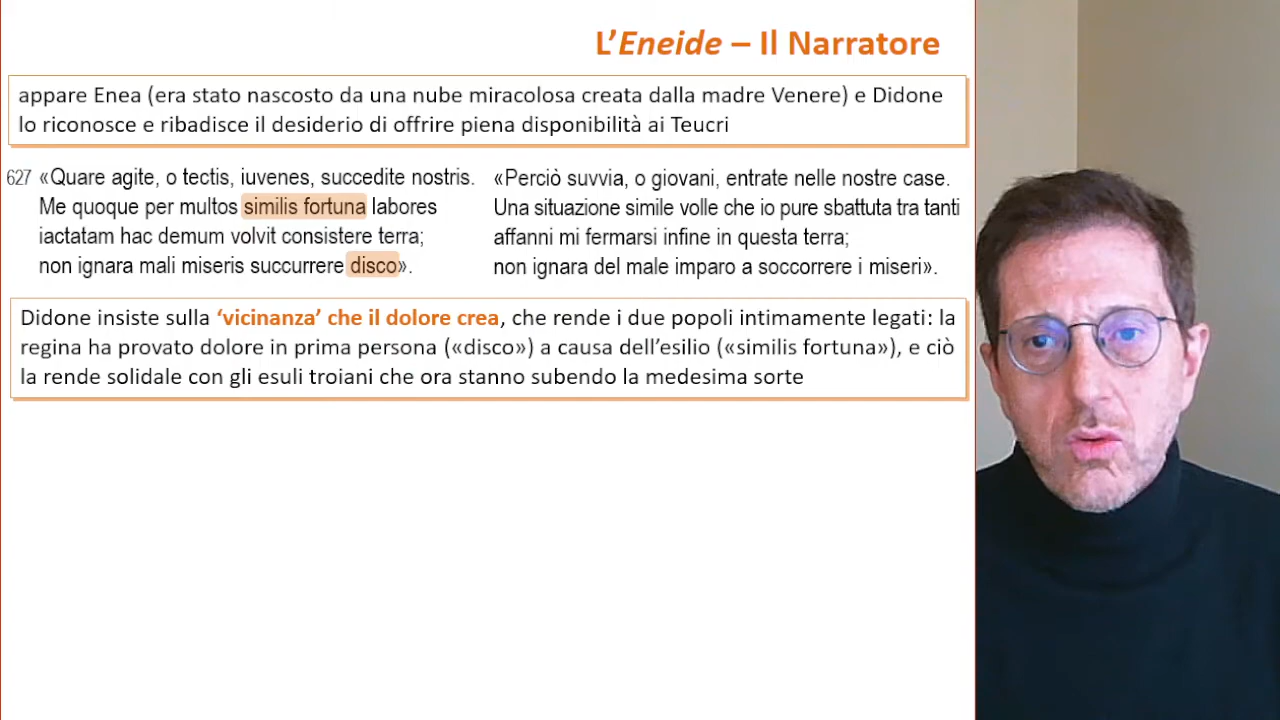 L’Eneide – Il Narratore
appare Enea (era stato nascosto da una nube miracolosa creata dalla madre Venere) e Didone
lo riconosce e ribadisce il desiderio di offrire piena disponibilità ai Teucri
627 «Quare agite, o tectis, iuvenes, succedite nostris.
Me quoque per multos similis fortuna labores
iactatam hac demum volvit consistere terra;
non ignara mali miseris succurrere disco».
«Perciò suvvia, o giovani, entrate nelle nostre case.
Una situazione simile volle che io pure sbattuta tra tanti
affanni mi fermarsi infine in questa terra;
non ignara del male imparo a soccorrere i miseri».
Didone insiste sulla ‘vicinanza’ che il dolore crea, che rende i due popoli intimamente legati: la
regina ha provato dolore in prima persona («disco») a causa dell’esilio («similis fortuna»), e ciò
la rende solidale con gli esuli troiani che ora stanno subendo la medesima sorte